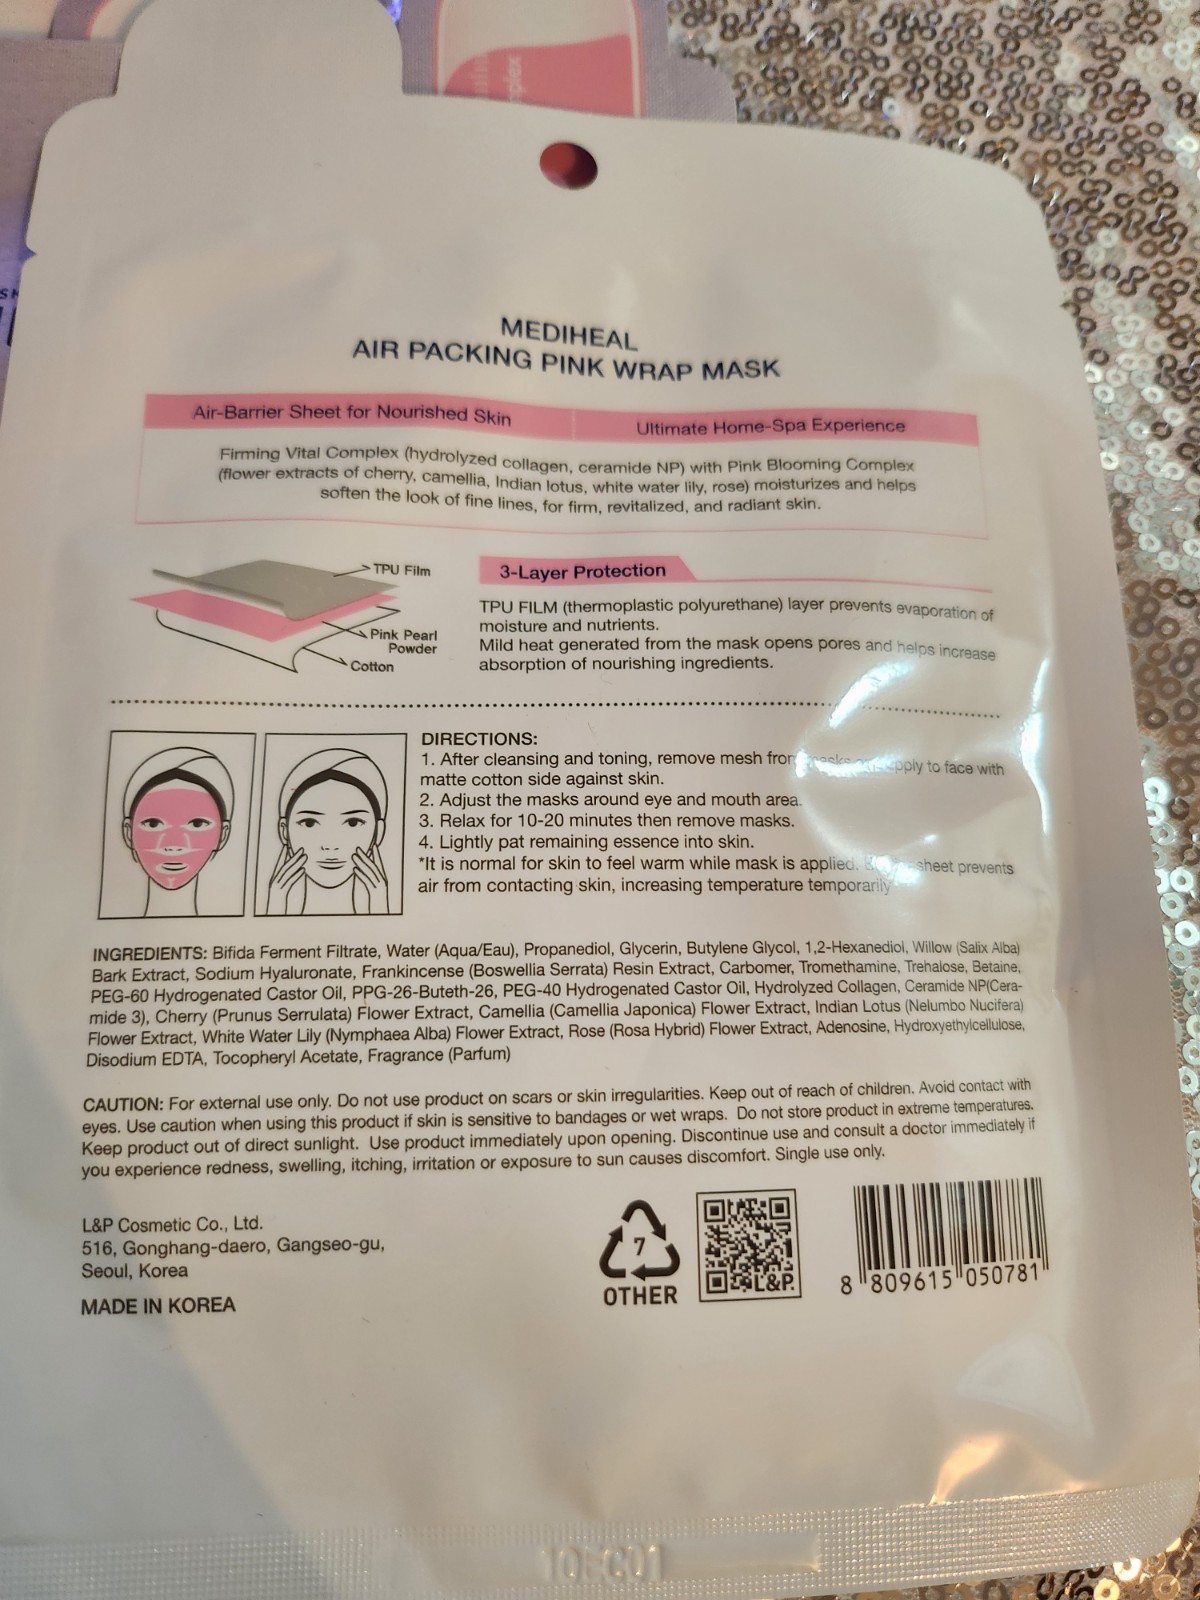 MEDIHEAL
AIR PACKING PINK WRAP MASK
Air-Barrier Sheet for Nourished Skin
Ultimate Home-Spa Experience
Firming Vital Complex (hydrolyzed collagen, ceramide NP) with Pink Blooming Complex
(flower extracts of cherry, camellia, Indian lotus, white water lily, rose) moisturizes and helps
soften the look of fine lines, for firm, revitalized, and radiant skin.
TPU Film
Pink Pearl
Powder
Cotton
3-Layer Protection
TPU FILM (thermoplastic polyurethane) layer prevents evaporation of
moisture and nutrients.
Mild heat generated from the mask opens pores and helps increase
absorption of nourishing ingredients.
DIRECTIONS:
1. After cleansing and toning, remove mesh from masks apply to face with
matte cotton side against skin.
2. Adjust the masks around eye and mouth area.
3. Relax for 10-20 minutes then remove masks.
4. Lightly pat remaining essence into skin.
*It is normal for skin to feel warm while mask is applied. sheet prevents
air from contacting skin, increasing temperature temporarily
INGREDIENTS: Bifida Ferment Filtrate, Water (Aqua/Eau), Propanediol, Glycerin, Butylene Glycol, 1,2-Hexanediol, Willow (Salix Alba)
Bark Extract, Sodium Hyaluronate, Frankincense (Boswellia Serrata) Resin Extract, Carbomer, Tromethamine, Trehalose, Betaine,
PEG-60 Hydrogenated Castor Oil, PPG-26-Buteth-26, PEG-40 Hydrogenated Castor Oil, Hydrolyzed Collagen, Ceramide NP(Cera-
mide 3), Cherry (Prunus Serrulata) Flower Extract, Camellia (Camellia Japonica) Flower Extract, Indian Lotus (Nelumbo Nucifera)
Flower Extract, White Water Lily (Nymphaea Alba) Flower Extract, Rose (Rosa Hybrid) Flower Extract, Adenosine, Hydroxyethylcellulose,
Disodium EDTA, Tocopheryl Acetate, Fragrance (Parfum)
CAUTION: For external use only. Do not use product on scars or skin irregularities. Keep out of reach of children. Avoid contact with
eyes. Use caution when using this product if skin is sensitive to bandages or wet wraps. Do not store product in extreme temperatures.
Keep product out of direct sunlight. Use product immediately upon opening. Discontinue use and consult a doctor immediately if
you experience redness, swelling, itching, irritation or exposure to sun causes discomfort. Single use only.
L&P Cosmetic Co., Ltd.
516, Gonghang-daero, Gangseo-gu,
Seoul, Korea
MADE IN KOREA
7
OTHER
L&P.
8 809615 050781